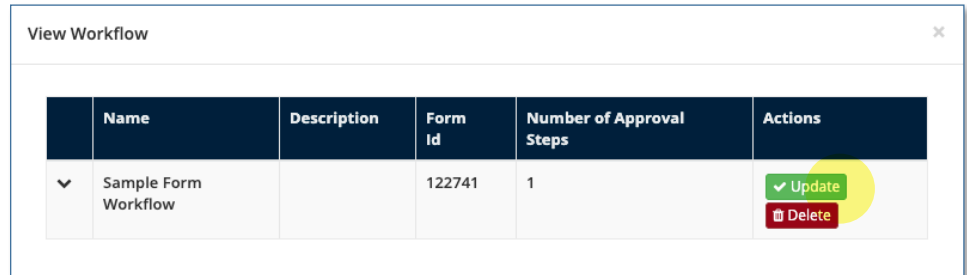 View Workflow ×
Name Description Form Id Number of Approval Steps Actions
Sample Form Workflow 122741 1 Update
Delete